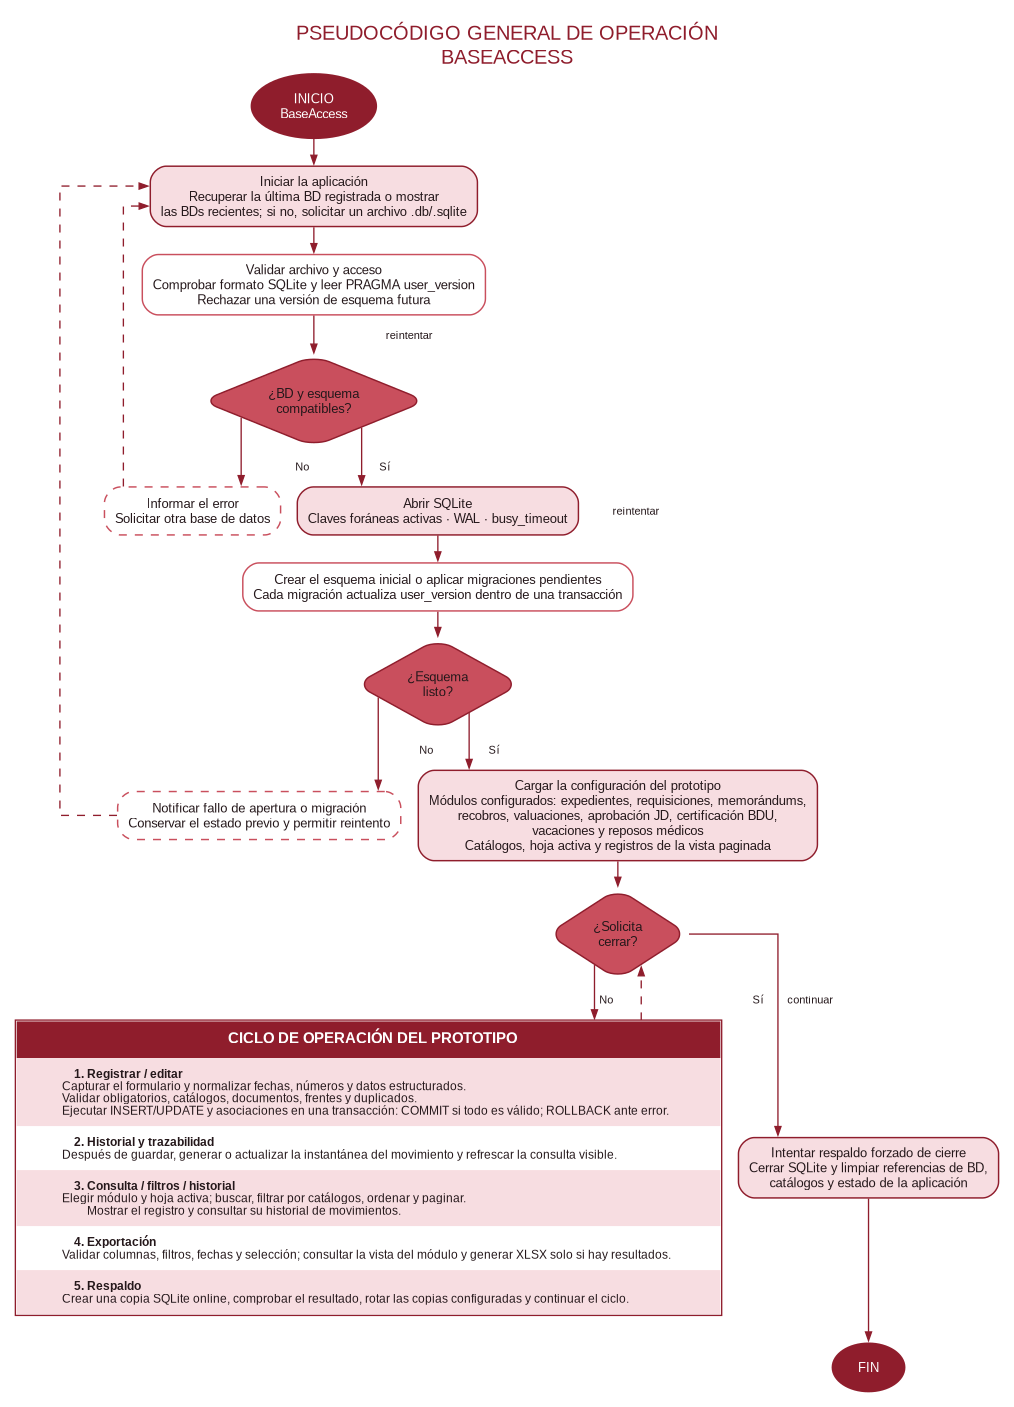 PSEUDOCÓDIGO GENERAL DE OPERACIÓN
BASEACCESS
INICIO
BaseAccess
Iniciar la aplicación
Recuperar la última BD registrada o mostrar
las BDs recientes; si no, solicitar un archivo .db/.sqlite
Validar archivo y acceso
Comprobar formato SQLite y leer PRAGMA user_version
Rechazar una versión de esquema futura
reintentar
¿BD y esquema
compatibles?
No
Sí
Informar el error
Solicitar otra base de datos
Abrir SQLite
Claves foráneas activas · WAL · busy_timeout
reintentar
Crear el esquema inicial o aplicar migraciones pendientes
Cada migración actualiza user_version dentro de una transacción
¿Esquema
listo?
No
Sí
Notificar fallo de apertura o migración
Conservar el estado previo y permitir reintento
Cargar la configuración del prototipo
Módulos configurados: expedientes, requisiciones, memorándums,
recobros, valuaciones, aprobación JD, certificación BDU,
vacaciones y reposos médicos
Catálogos, hoja activa y registros de la vista paginada
¿Solicita
cerrar?
No
Sí
continuar
CICLO DE OPERACIÓN DEL PROTOTIPO
1. Registrar / editar
Capturar el formulario y normalizar fechas, números y datos estructurados.
Validar obligatorios, catálogos, documentos, frentes y duplicados.
Ejecutar INSERT/UPDATE y asociaciones en una transacción: COMMIT si todo es válido; ROLLBACK ante error.
2. Historial y trazabilidad
Después de guardar, generar o actualizar la instantánea del movimiento y refrescar la consulta visible.
3. Consulta / filtros / historial
Elegir módulo y hoja activa; buscar, filtrar por catálogos, ordenar y paginar.
Mostrar el registro y consultar su historial de movimientos.
4. Exportación
Validar columnas, filtros, fechas y selección; consultar la vista del módulo y generar XLSX solo si hay resultados.
5. Respaldo
Crear una copia SQLite online, comprobar el resultado, rotar las copias configuradas y continuar el ciclo.
Intentar respaldo forzado de cierre
Cerrar SQLite y limpiar referencias de BD,
catálogos y estado de la aplicación
FIN